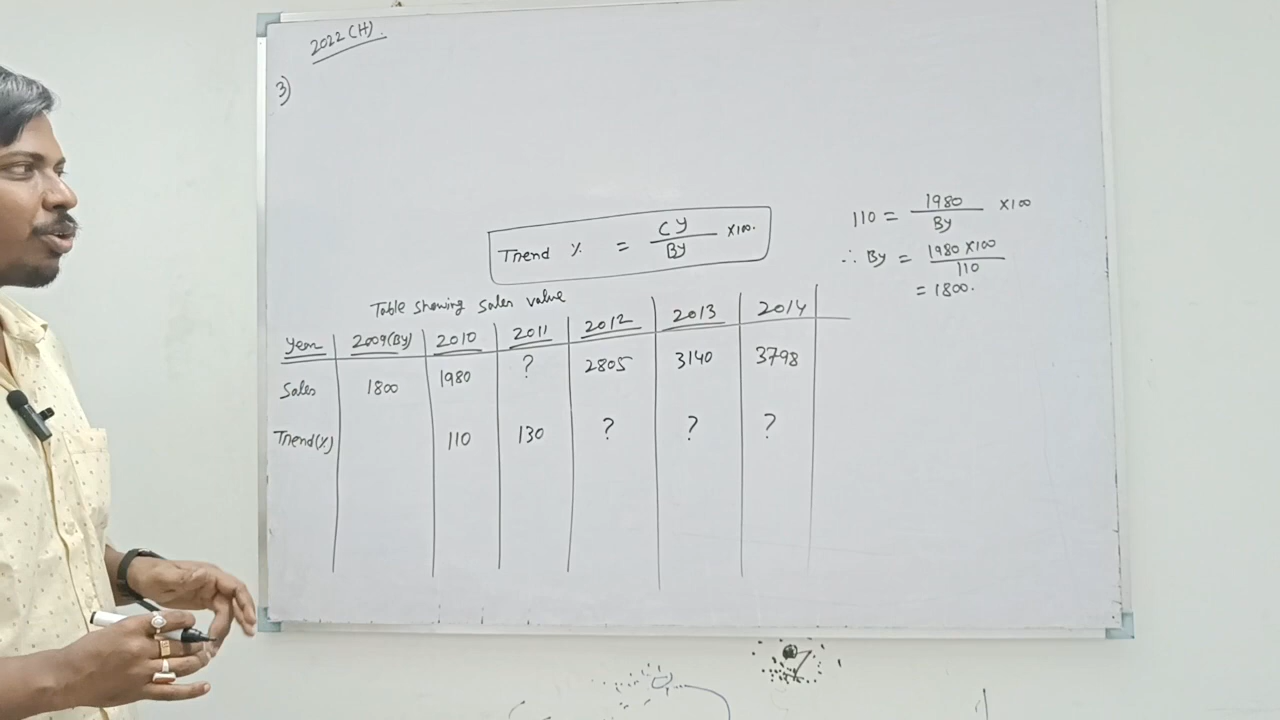 2022(H).
3)
Trend % = CY/By ×100.
110 = 1980/By ×100
∴ By = 1980×100/110
= 1800.
Table showing sales value
Year 2009(By) 2010 2011 2012 2013 2014
Sales 1800 1980 ? 2805 3140 3798
Trend(%) 110 130 ? ? ?